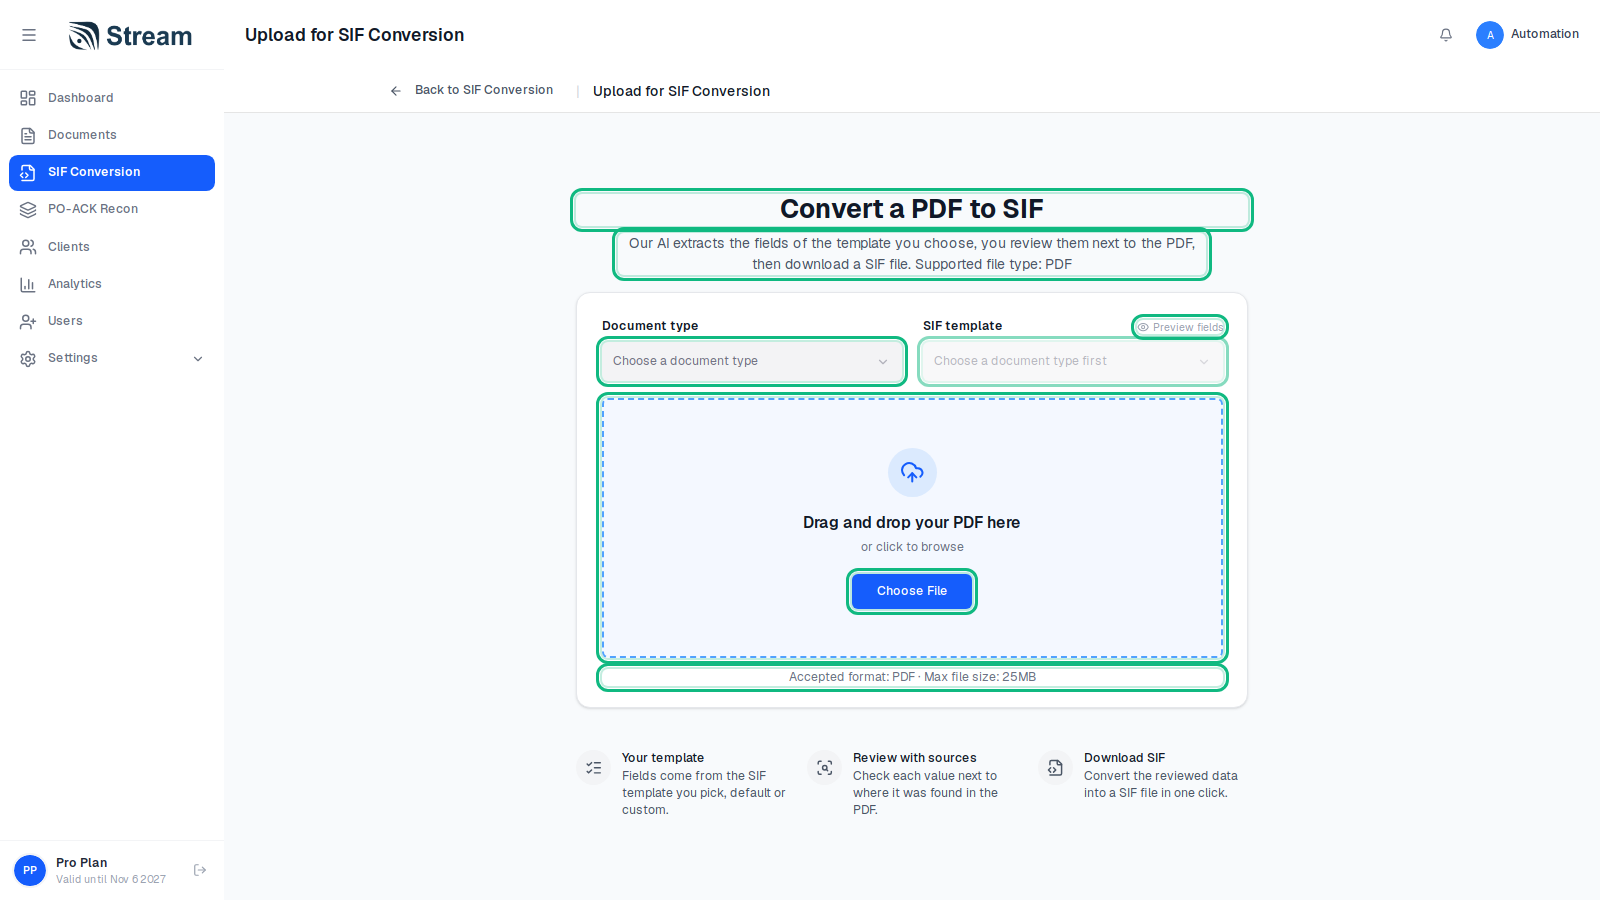 Stream
Upload for SIF Conversion
A
Automation
Back to SIF Conversion
Upload for SIF Conversion
Dashboard
Documents
SIF Conversion
PO-ACK Recon
Clients
Analytics
Users
Settings
Convert a PDF to SIF
Our AI extracts the fields of the template you choose, you review them next to the PDF,
then download a SIF file. Supported file type: PDF
Document type
SIF template
Preview fields
Choose a document type
Choose a document type first
Drag and drop your PDF here
or click to browse
Choose File
Accepted format: PDF · Max file size: 25MB
Your template
Fields come from the SIF
template you pick, default or
custom.
Review with sources
Check each value next to
where it was found in the
PDF.
Download SIF
Convert the reviewed data
into a SIF file in one click.
PP
Pro Plan
Valid until Nov 6 2027